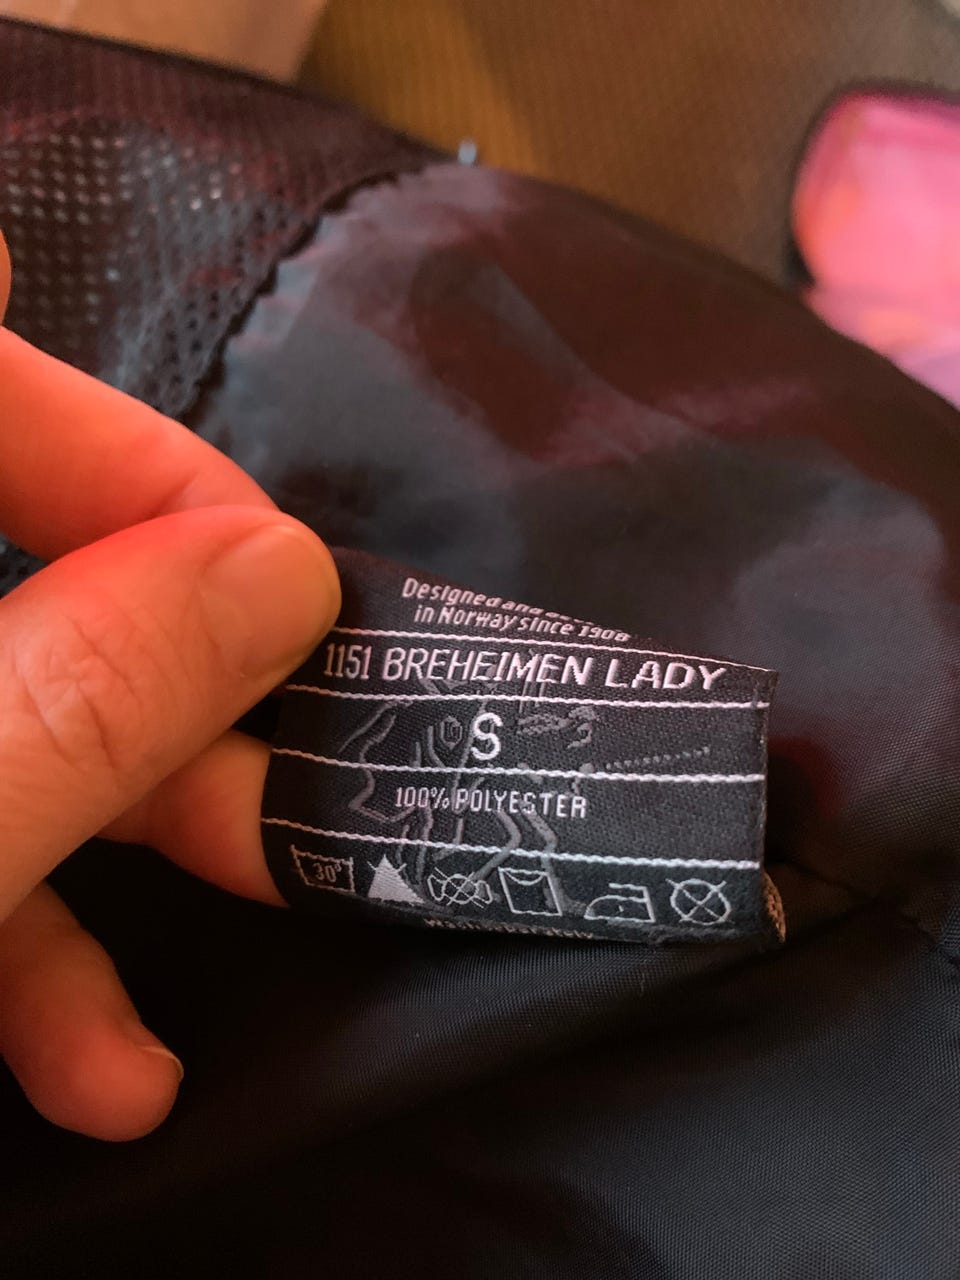 Designed and
in Norway since 1908
1151 BREHEIMEN LADY
S
100% POLYESTER
30°